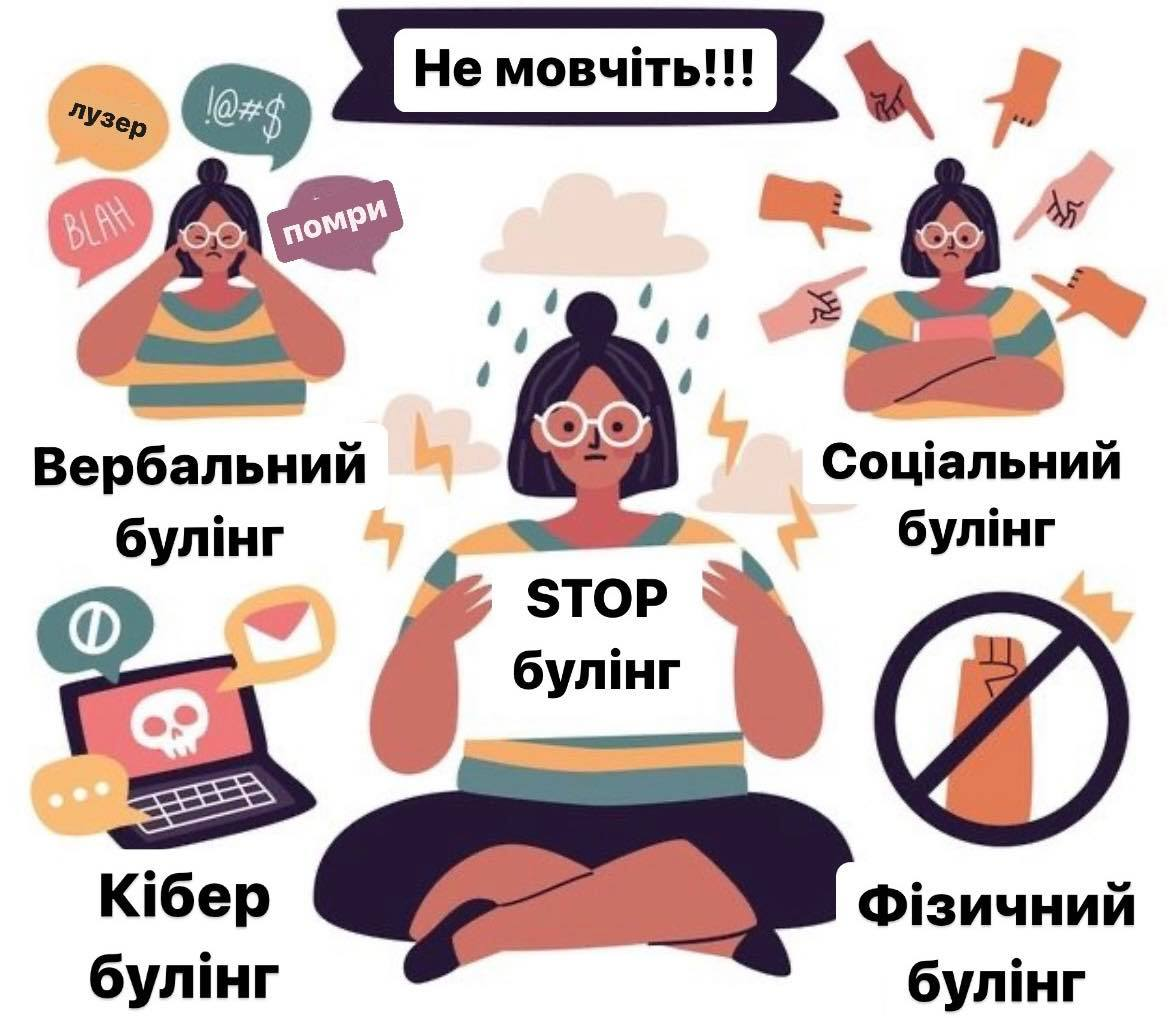 Не мовчіть!!!
лузер
!@#$
BLAH
помри
Вербальний
булінг
Соціальний
булінг
STOP
булінг
Кібер
булінг
Фізичний
булінг